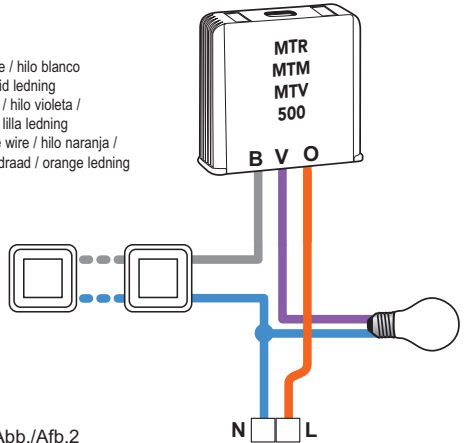 e / hilo blanco
id ledning
/ hilo violeta /
lilla ledning
wire / hilo naranja /
draad / orange ledning
MTR
MTM
MTV
500
B V O
N L
Abb./Afb.2